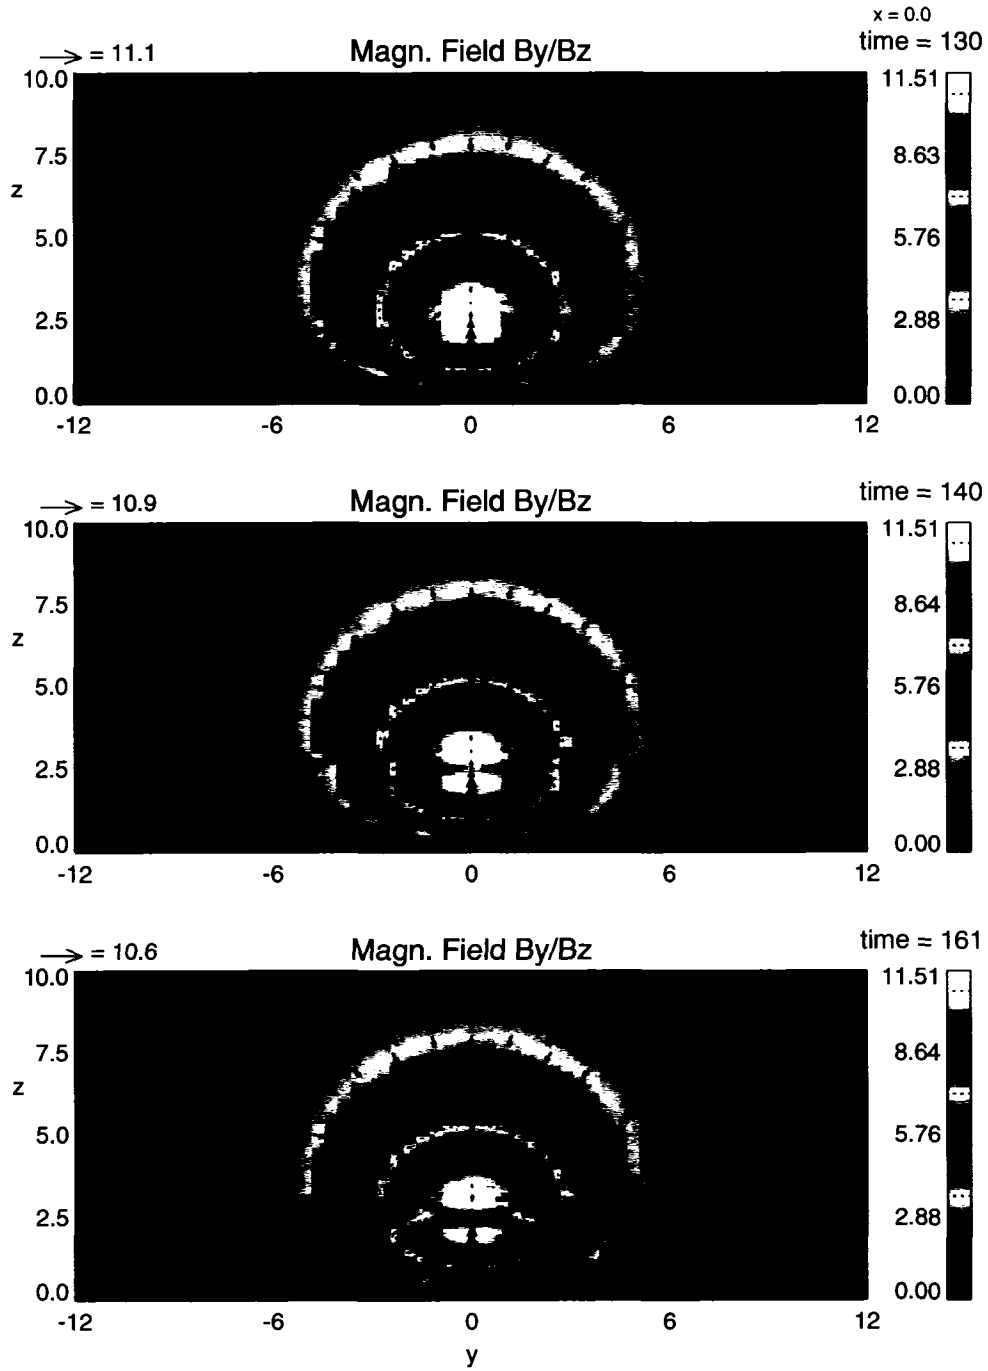 x = 0.0
= 11.1 Magn. Field By/Bz time = 130
10.0 11.51
7.5 8.63
z
5.0 5.76
2.5 2.88
0.0 0.00
-12 -6 0 6 12
= 10.9 Magn. Field By/Bz time = 140
10.0 11.51
7.5 8.64
z
5.0 5.76
2.5 2.88
0.0 0.00
-12 -6 0 6 12
= 10.6 Magn. Field By/Bz time = 161
10.0 11.51
7.5 8.64
z
5.0 5.76
2.5 2.88
0.0 0.00
-12 -6 0 6 12
y